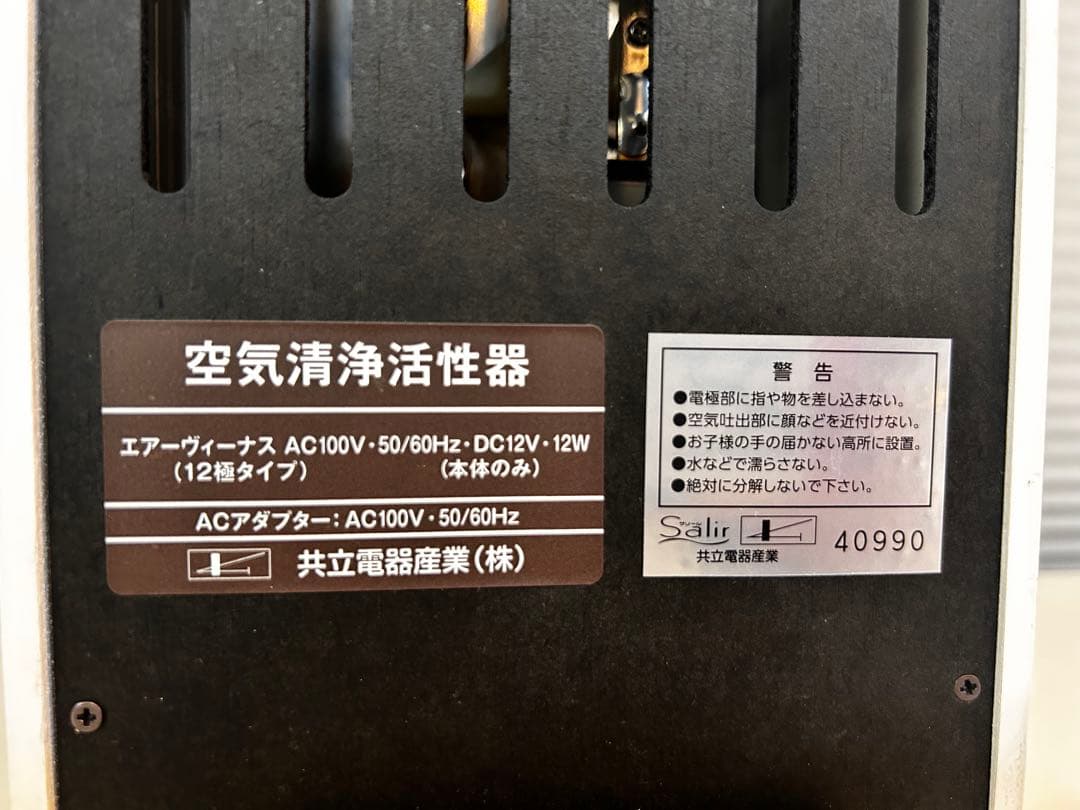 空気清浄活性器
エアーヴィーナス AC100V・50/60Hz・DC12V・12W
(12極タイプ) (本体のみ)
ACアダプター：AC100V・50/60Hz
共立電器産業(株)
警告
●電極部に指や物を差し込まない。
●空気吐出部に顔などを近付けない。
●お子様の手の届かない高所に設置。
●水などで濡らさない。
●絶対に分解しないで下さい。
サリール
Salir
共立電器産業
40990